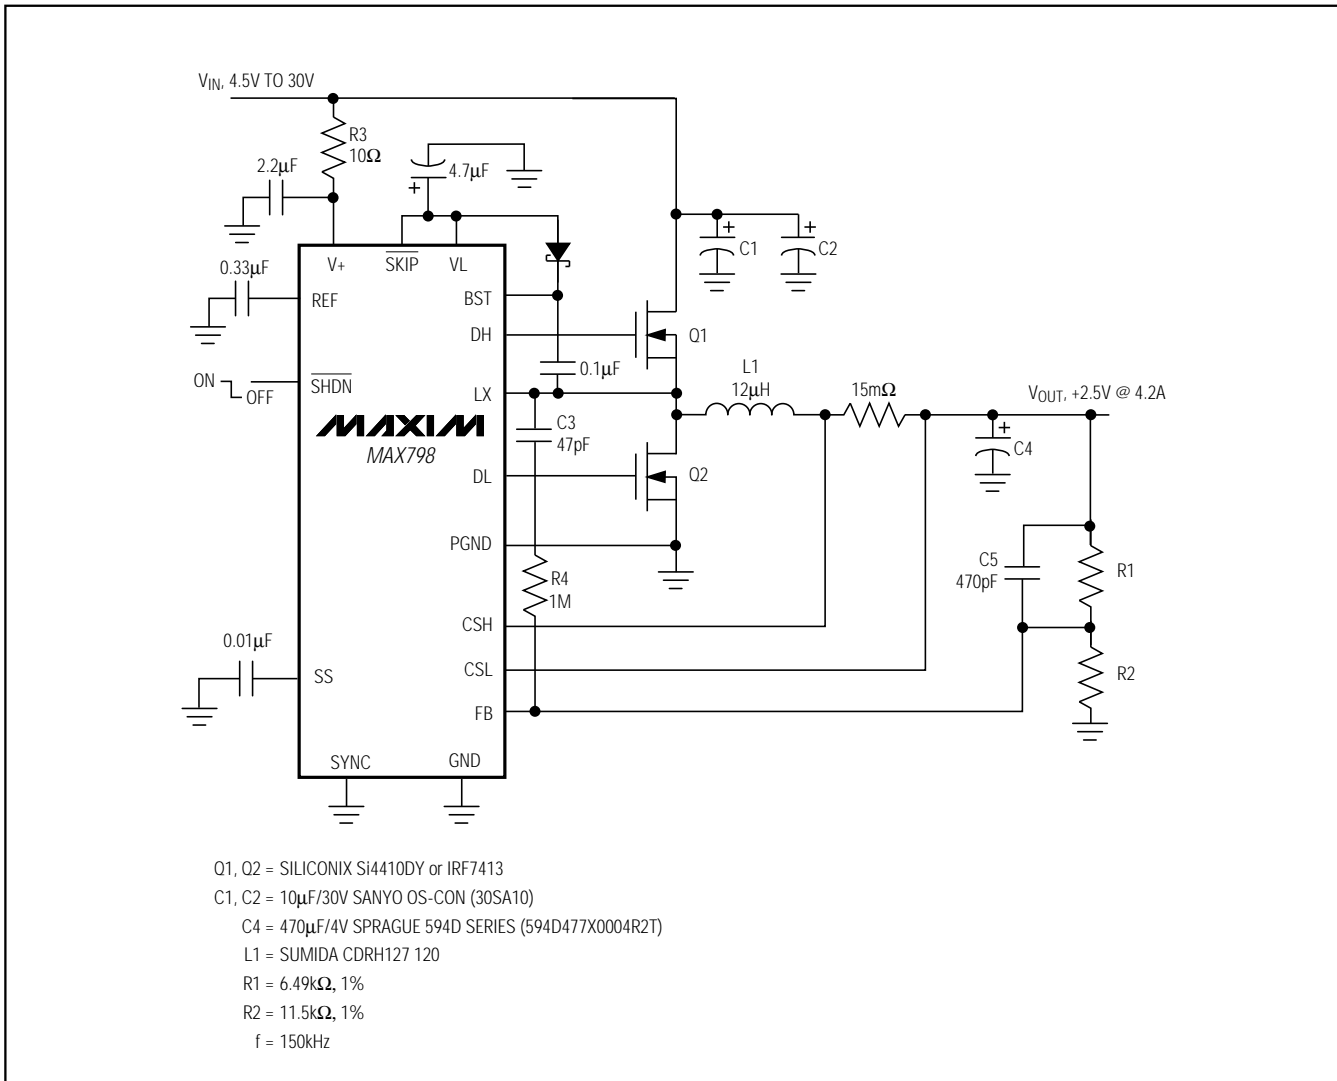 VIN, 4.5V TO 30V
R3
10Ω
2.2μF
4.7μF
+
+
C1
+
C2
V+
SKIP
VL
0.33μF
REF
BST
DH
Q1
0.1μF
ON
OFF
SHDN
LX
L1
12μH
15mΩ
VOUT, +2.5V @ 4.2A
MAXIM
MAX798
C3
47pF
+
C4
DL
Q2
PGND
R4
1M
C5
470pF
R1
CSH
0.01μF
SS
CSL
R2
FB
SYNC
GND
Q1, Q2 = SILICONIX Si4410DY or IRF7413
C1, C2 = 10μF/30V SANYO OS-CON (30SA10)
C4 = 470μF/4V SPRAGUE 594D SERIES (594D477X0004R2T)
L1 = SUMIDA CDRH127 120
R1 = 6.49kΩ, 1%
R2 = 11.5kΩ, 1%
f = 150kHz